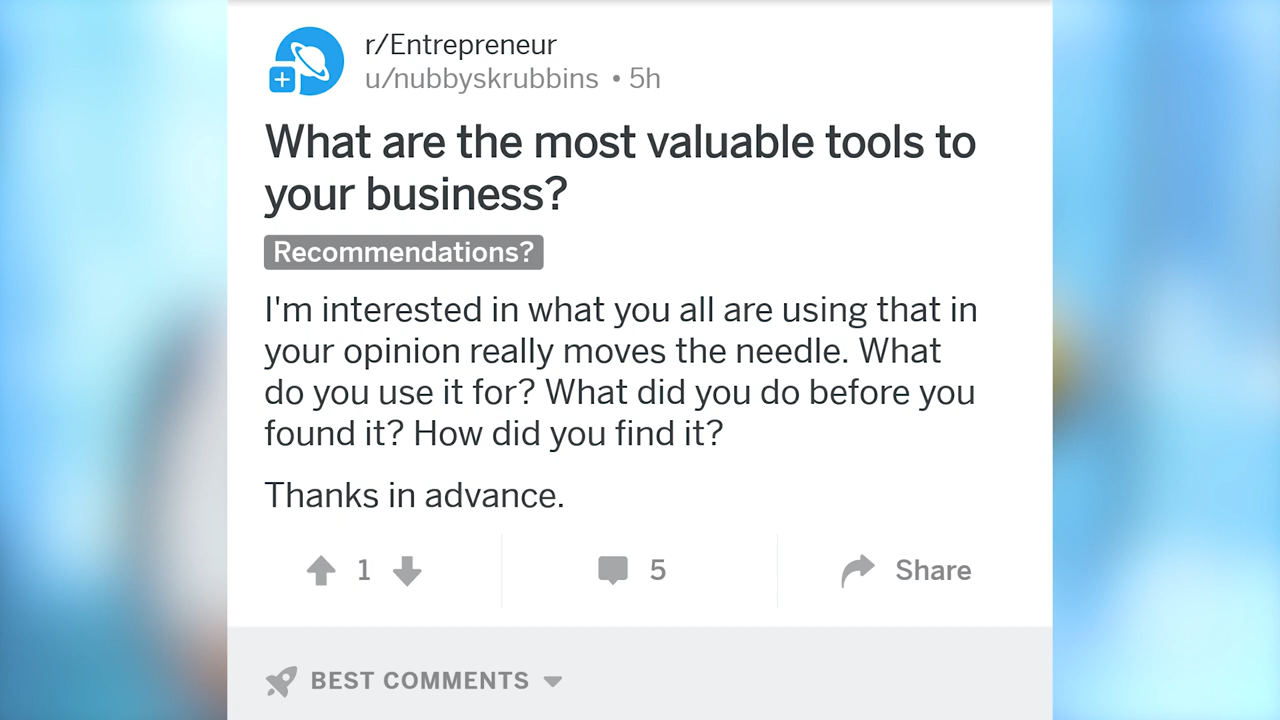 r/Entrepreneur
u/nubbyskrubbins • 5h
What are the most valuable tools to
your business?
Recommendations?
I'm interested in what you all are using that in
your opinion really moves the needle. What
do you use it for? What did you do before you
found it? How did you find it?
Thanks in advance.
1 5 Share
BEST COMMENTS